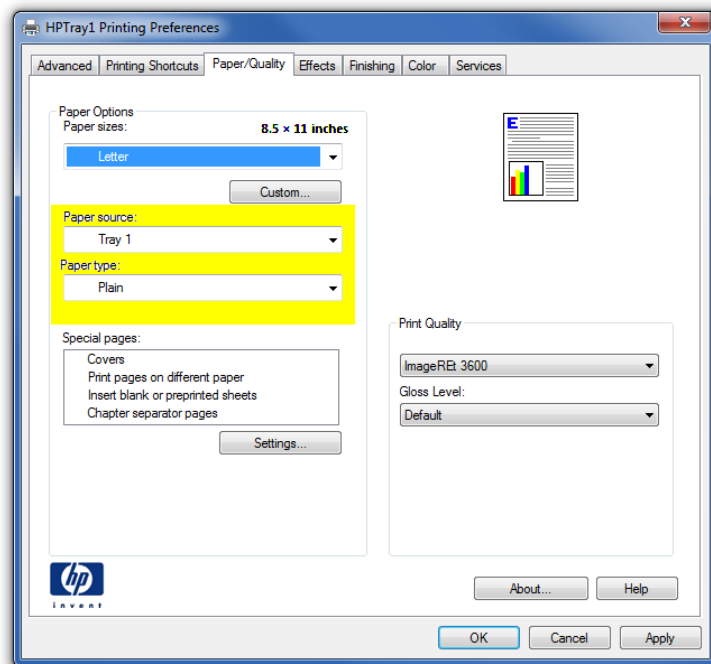 HPTray1 Printing Preferences
Advanced Printing Shortcuts Paper/Quality Effects Finishing Color Services
Paper Options
Paper sizes: 8.5 × 11 inches
Letter
Custom...
Paper source:
Tray 1
Paper type:
Plain
Special pages:
Covers
Print pages on different paper
Insert blank or preprinted sheets
Chapter separator pages
Settings...
E
Print Quality
ImageREt 3600
Gloss Level:
Default
hp
invent
About... Help
OK Cancel Apply